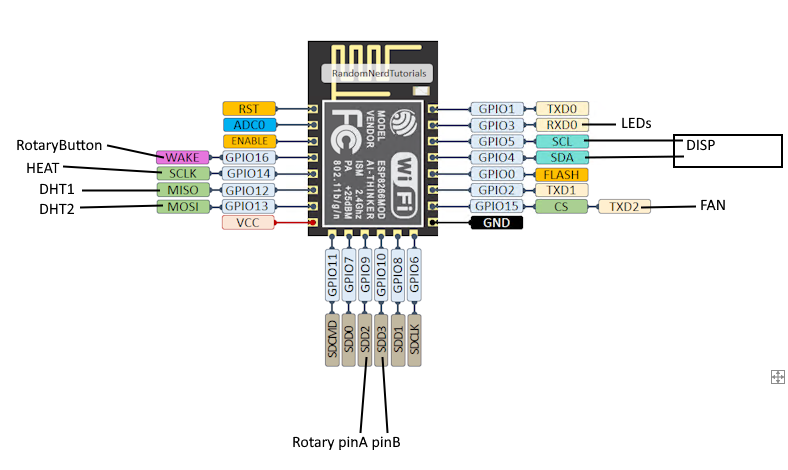 RandomNerdTutorials
RST
ADC0
ENABLE
RotaryButton
WAKE GPIO16
HEAT
SCLK GPIO14
DHT1
MISO GPIO12
DHT2
MOSI GPIO13
VCC
MODEL
VENDOR
ESP8266MOD
AI-THINKER
ISM 2.4Ghz
PA +25dBM
802.11b/g/n
FC
WiFi
GPIO1 TXD0
GPIO3 RXD0 LEDs
GPIO5 SCL
GPIO4 SDA
DISP
GPIO0 FLASH
GPIO2 TXD1
GPIO15 CS TXD2 FAN
GND
GPIO11 GPIO7 GPIO9 GPIO10 GPIO8 GPIO6
SDCMD SDD0 SDD2 SDD3 SDD1 SDCLK
Rotary pinA pinB